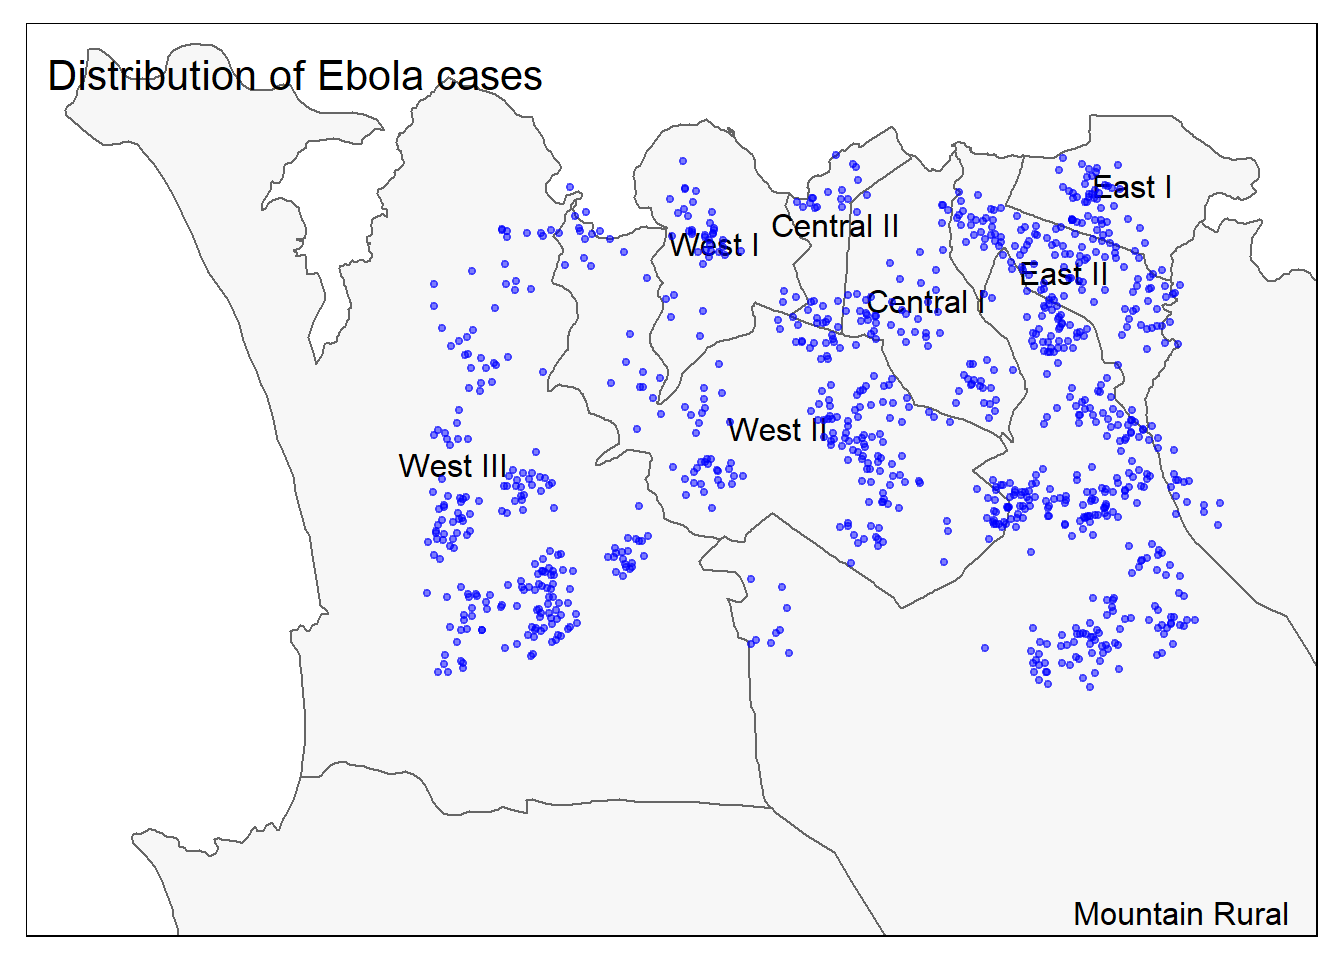 Distribution of Ebola cases
East I
Central II
West I
East II
Central I
West II
West III
Mountain Rural